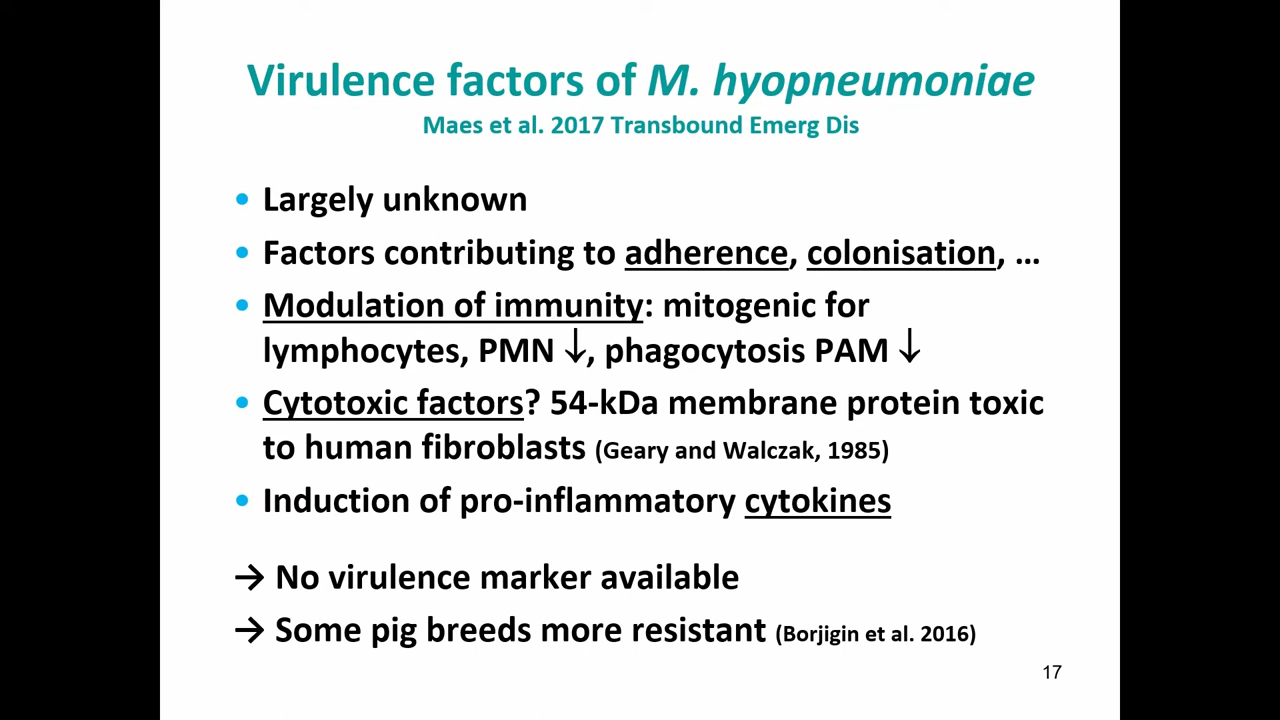 Virulence factors of M. hyopneumoniae
Maes et al. 2017 Transbound Emerg Dis
• Largely unknown
• Factors contributing to adherence, colonisation, ...
• Modulation of immunity: mitogenic for
lymphocytes, PMN ↓, phagocytosis PAM ↓
• Cytotoxic factors? 54-kDa membrane protein toxic
to human fibroblasts (Geary and Walczak, 1985)
• Induction of pro-inflammatory cytokines
→ No virulence marker available
→ Some pig breeds more resistant (Borjigin et al. 2016)
17